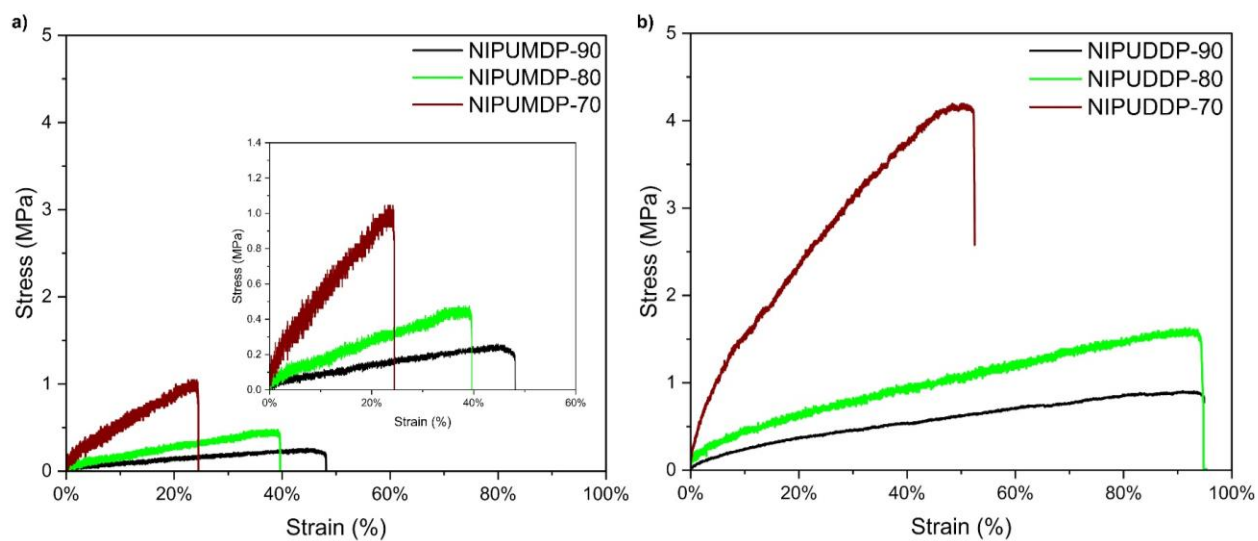 a)
NIPUMDP-90
NIPUMDP-80
NIPUMDP-70
5
4
3
2
1
0
Stress (MPa)
0% 20% 40% 60% 80% 100%
Strain (%)
1.4
1.2
1.0
0.8
0.6
0.4
0.2
0.0
Stress (MPa)
0% 20% 40% 60%
Strain (%)
b)
NIPUDDP-90
NIPUDDP-80
NIPUDDP-70
5
4
3
2
1
0
Stress (MPa)
0% 20% 40% 60% 80% 100%
Strain (%)